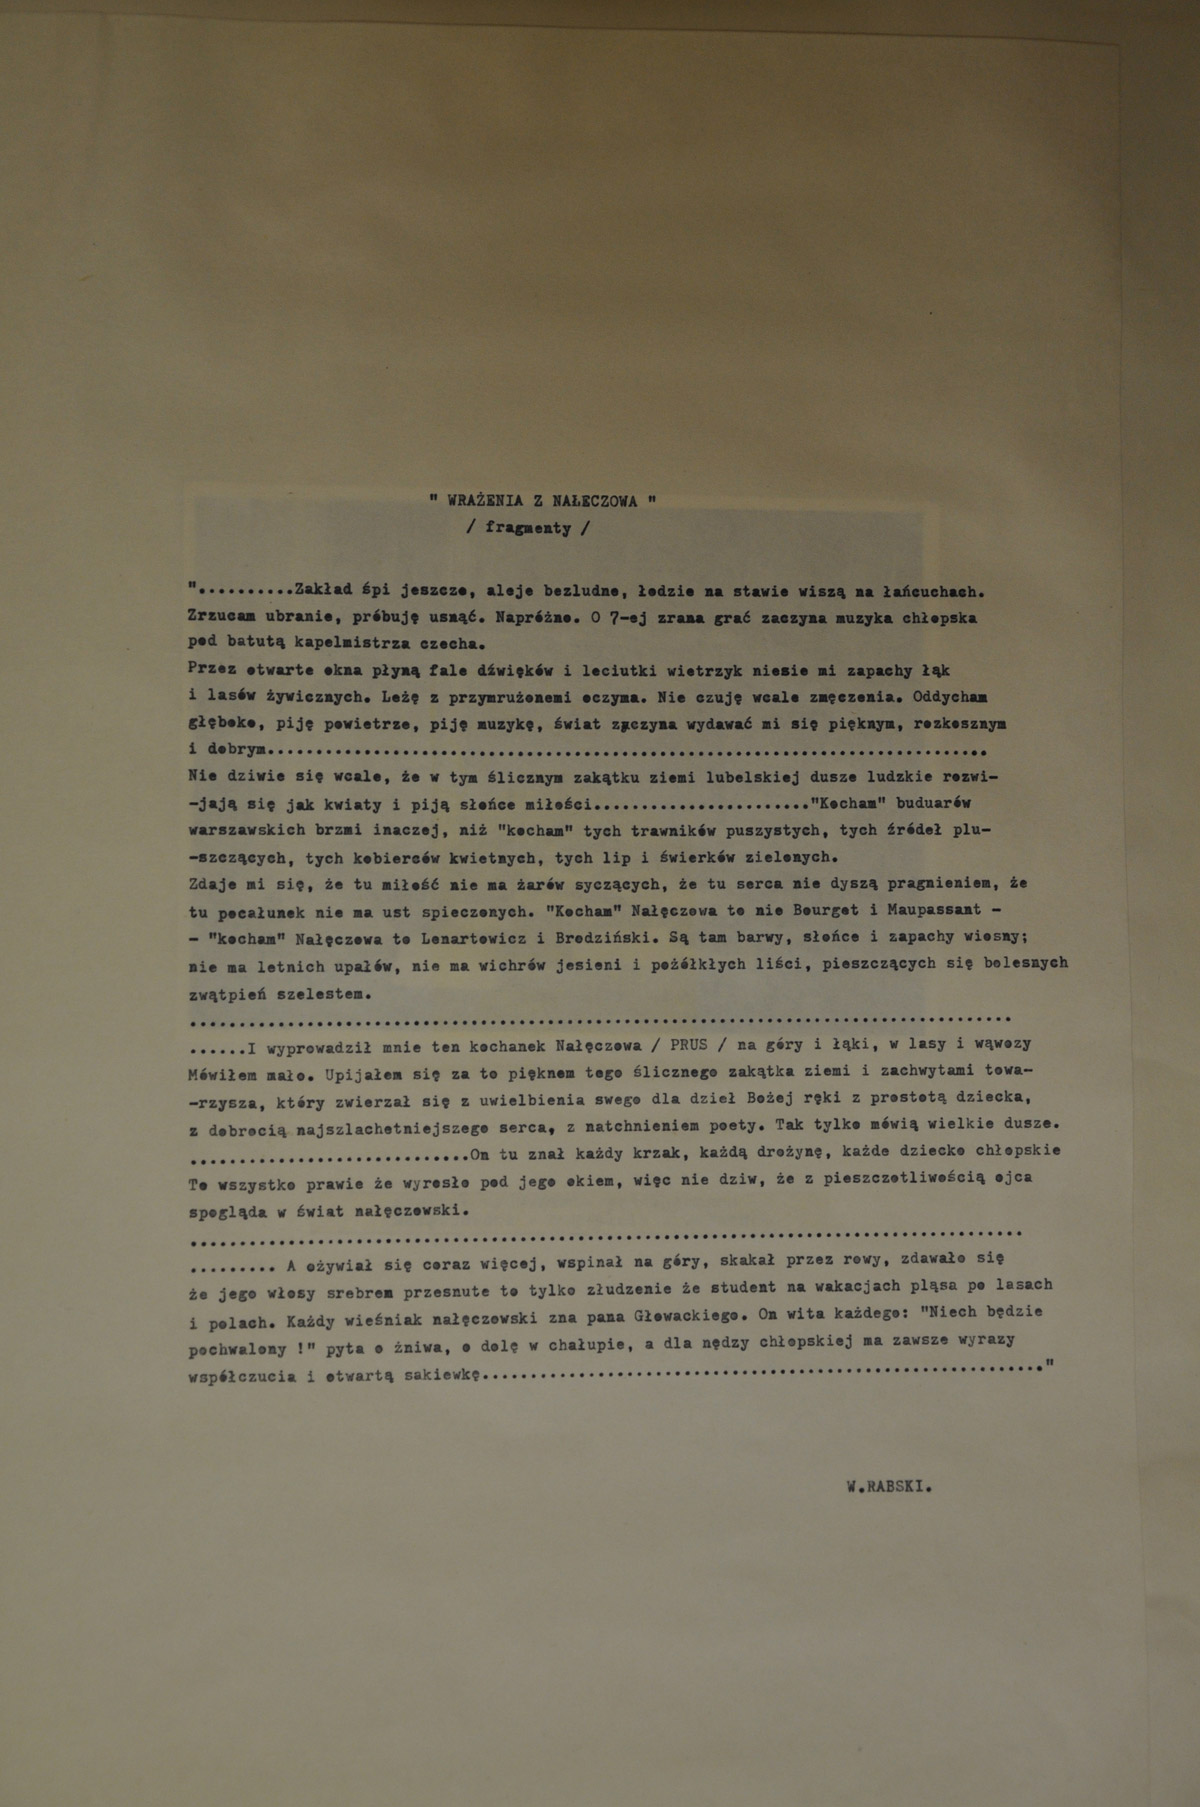 " WRAŻENIA Z NAŁECZOWA "
/ fragmenty /
"..........Zakład śpi jeszcze, aleje bezludne, łodzie na stawie wiszą na łańcuchach.
Zrzucam ubranie, próbuję usnąć. Napróżno. O 7-ej zrana grać zaczyna muzyka chłopska
pod batutą kapelmistrza czecha.
Przez otwarte okna płyną fale dźwięków i leciutki wietrzyk niesie mi zapachy łąk
i lasów żywicznych. Leżę z przymrużonemi oczyma. Nie czuję wcale zmęczenia. Oddycham
głęboko, piję powietrze, piję muzykę, świat zaczyna wydawać mi się pięknym, rozkosznym
i dobrym..........................................................................
Nie dziwie się wcale, że w tym ślicznym zakątku ziemi lubelskiej dusze ludzkie rozwi-
-jają się jak kwiaty i piją słońce miłości......................."Kocham" buduarów
warszawskich brzmi inaczej, niż "kocham" tych trawników puszystych, tych źródeł plu-
-szczących, tych kobierców kwietnych, tych lip i świerków zielonych.
Zdaje mi się, że tu miłość nie ma żarów syczących, że tu serca nie dyszą pragnieniem, że
tu pocałunek nie ma ust spieczonych. "Kocham" Nałęczowa to nie Bourget i Maupassant -
- "kocham" Nałęczowa to Lenartowicz i Brodziński. Są tam barwy, słońce i zapachy wiosny;
nie ma letnich upałów, nie ma wichrów jesieni i pożółkłych liści, pieszczących się bolesnych
zwątpień szelestem.
.....................................................................................
......I wyprowadził mnie ten kochanek Nałęczowa / PRUS / na góry i łąki, w lasy i wąwozy
Mówiłem mało. Upijałem się za to pięknem tego ślicznego zakątka ziemi i zachwytami towa-
-rzysza, który zwierzał się z uwielbienia swego dla dzieł Bożej ręki z prostotą dziecka,
z dobrocią najszlachetniejszego serca, z natchnieniem poety. Tak tylko mówią wielkie dusze.
.............................On tu znał każdy krzak, każdą drożynę, każde dziecko chłopskie
To wszystko prawie że wyrosło pod jego okiem, więc nie dziw, że z pieszczotliwością ojca
spogląda w świat nałęczowski.
......................................................................................
......... A ożywiał się coraz więcej, wspinał na góry, skakał przez rowy, zdawało się
że jego włosy srebrem przesnute to tylko złudzenie że student na wakacjach pląsa po lasach
i polach. Każdy wieśniak nałęczowski zna pana Głowackiego. On wita każdego: "Niech będzie
pochwalony !" pyta o żniwa, o dolę w chałupie, a dla nędzy chłopskiej ma zawsze wyrazy
współczucia i otwartą sakiewkę.........................................................."
W.RABSKI.